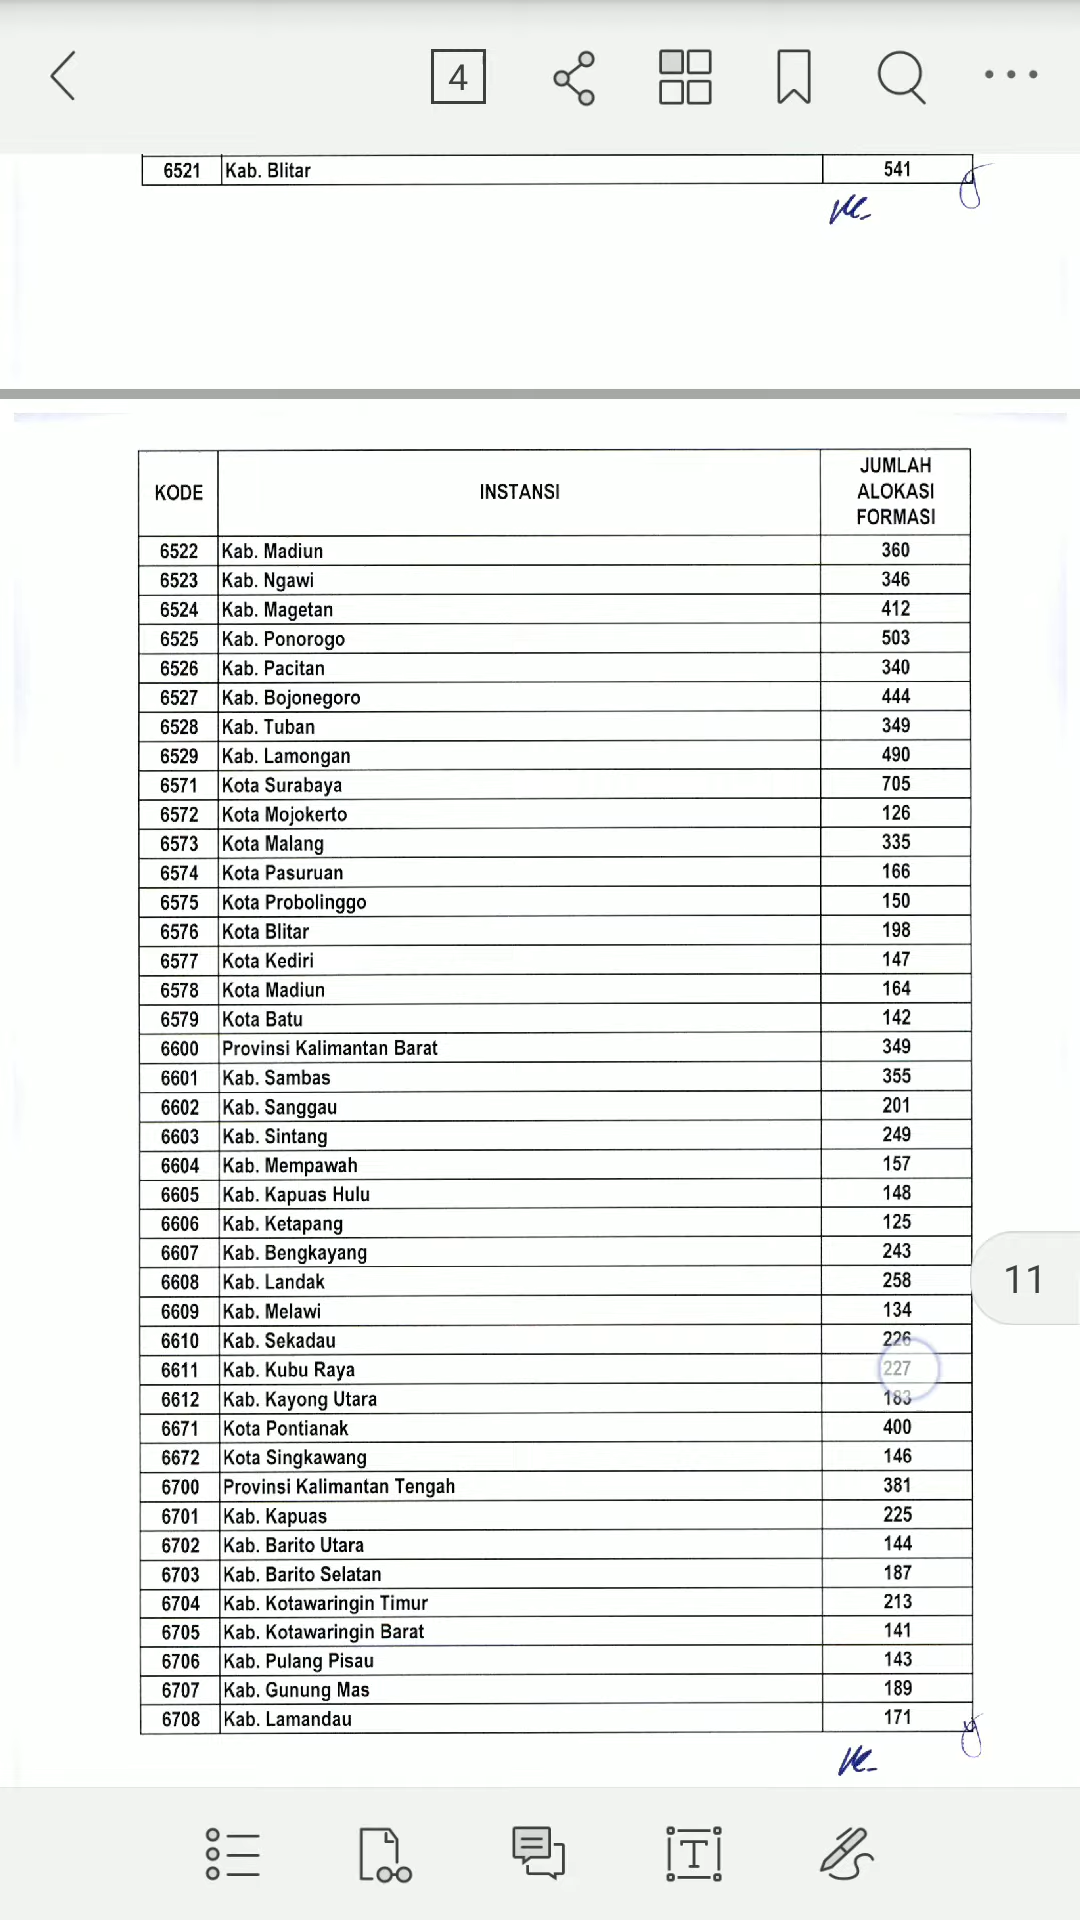 4
6521 Kab. Blitar 541
KODE INSTANSI JUMLAH ALOKASI FORMASI
6522 Kab. Madiun 360
6523 Kab. Ngawi 346
6524 Kab. Magetan 412
6525 Kab. Ponorogo 503
6526 Kab. Pacitan 340
6527 Kab. Bojonegoro 444
6528 Kab. Tuban 349
6529 Kab. Lamongan 490
6571 Kota Surabaya 705
6572 Kota Mojokerto 126
6573 Kota Malang 335
6574 Kota Pasuruan 166
6575 Kota Probolinggo 150
6576 Kota Blitar 198
6577 Kota Kediri 147
6578 Kota Madiun 164
6579 Kota Batu 142
6600 Provinsi Kalimantan Barat 349
6601 Kab. Sambas 355
6602 Kab. Sanggau 201
6603 Kab. Sintang 249
6604 Kab. Mempawah 157
6605 Kab. Kapuas Hulu 148
6606 Kab. Ketapang 125
6607 Kab. Bengkayang 243
6608 Kab. Landak 258
11
6609 Kab. Melawi 134
6610 Kab. Sekadau 226
6611 Kab. Kubu Raya 227
6612 Kab. Kayong Utara 183
6671 Kota Pontianak 400
6672 Kota Singkawang 146
6700 Provinsi Kalimantan Tengah 381
6701 Kab. Kapuas 225
6702 Kab. Barito Utara 144
6703 Kab. Barito Selatan 187
6704 Kab. Kotawaringin Timur 213
6705 Kab. Kotawaringin Barat 141
6706 Kab. Pulang Pisau 143
6707 Kab. Gunung Mas 189
6708 Kab. Lamandau 171
T